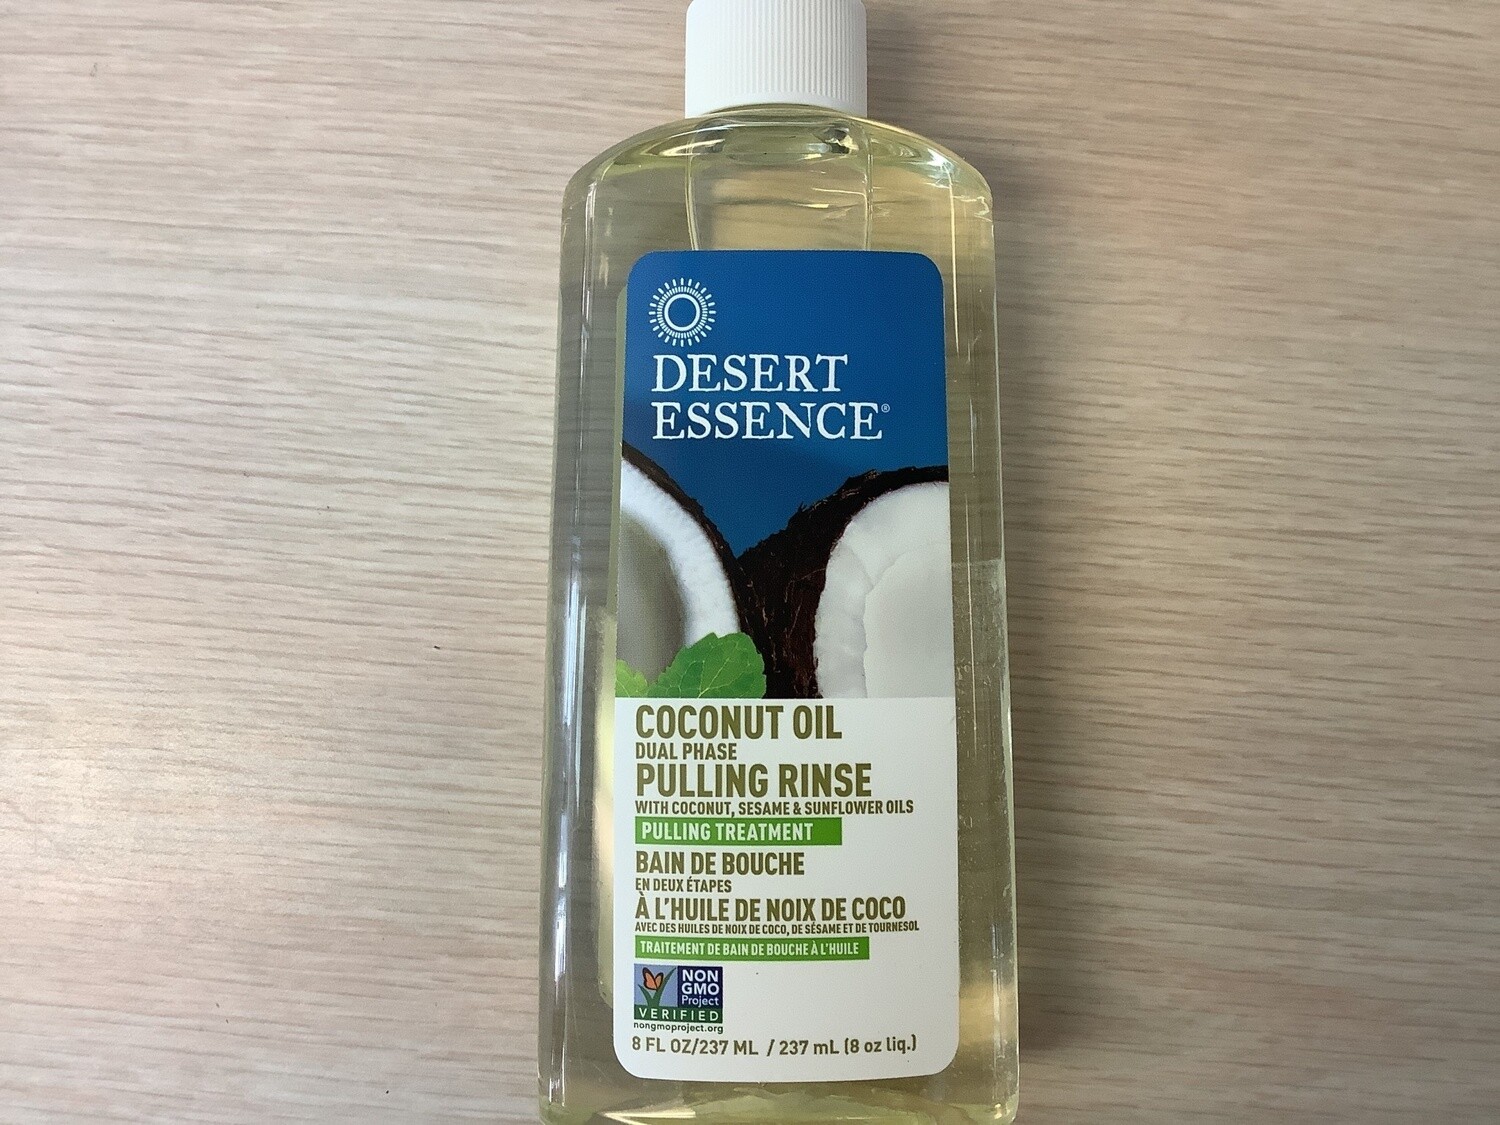 DESERT
ESSENCE®
COCONUT OIL
DUAL PHASE
PULLING RINSE
WITH COCONUT, SESAME & SUNFLOWER OILS
PULLING TREATMENT
BAIN DE BOUCHE
EN DEUX ÉTAPES
À L'HUILE DE NOIX DE COCO
AVEC DES HUILES DE NOIX DE COCO, DE SÉSAME ET DE TOURNESOL
TRAITEMENT DE BAIN DE BOUCHE À L'HUILE
NON
GMO
Project
VERIFIED
nongmoproject.org
8 FL OZ/237 ML / 237 mL (8 oz liq.)